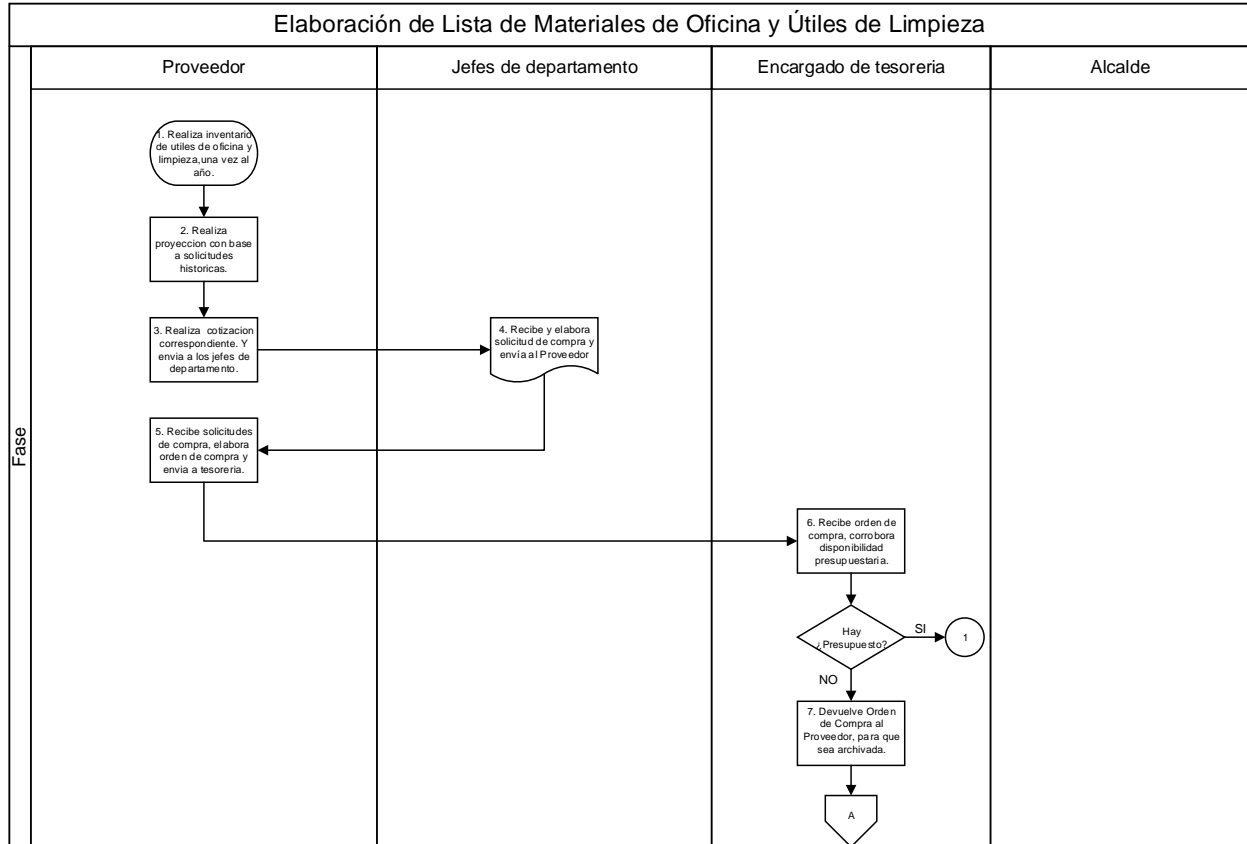 Elaboración de Lista de Materiales de Oficina y Útiles de Limpieza
Fase
Proveedor
Jefes de departamento
Encargado de tesoreria
Alcalde
1. Realiza inventario
de utiles de oficina y
limpieza,una vez al
año.
2. Realiza
proyeccion con base
a solicitudes
historicas.
3. Realiza cotizacion
correspondiente. Y
envia a los jefes de
departamento.
4. Recibe y elabora
solicitud de compra y
envía al Proveedor
5. Recibe solicitudes
de compra, elabora
orden de compra y
envia a tesoreria.
6. Recibe orden de
compra, corrobora
disponibilidad
presupuestaria.
Hay
¿Presupuesto?
SI
1
NO
7. Devuelve Orden
de Compra al
Proveedor, para que
sea archivada.
A